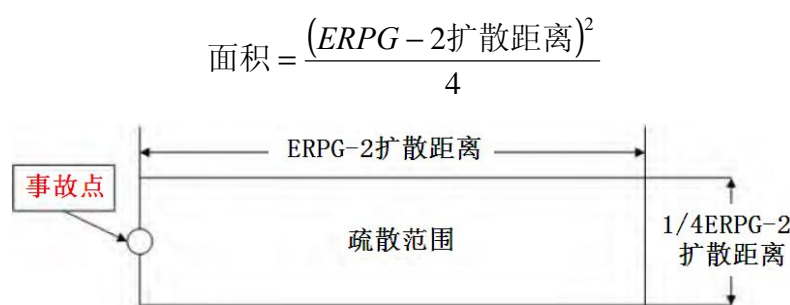 面积 = (ERPG − 2扩散距离)² / 4
ERPG-2扩散距离
事故点
疏散范围
1/4ERPG-2
扩散距离